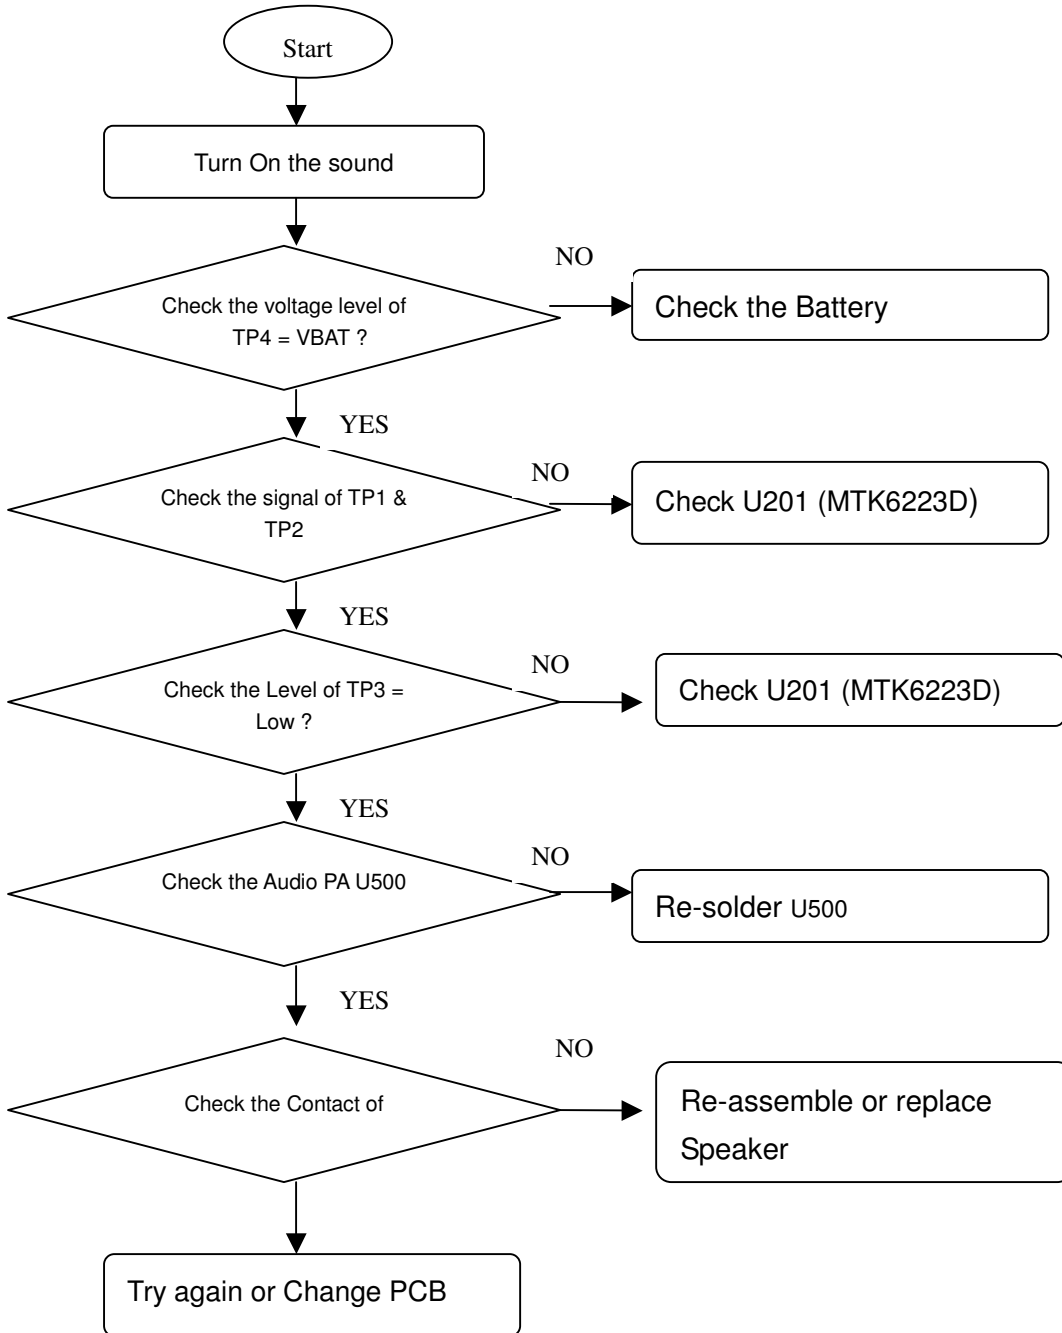 Start
Turn On the sound
Check the voltage level of
TP4 = VBAT ?
NO
Check the Battery
YES
Check the signal of TP1 &
TP2
NO
Check U201 (MTK6223D)
YES
Check the Level of TP3 =
Low ?
NO
Check U201 (MTK6223D)
YES
Check the Audio PA U500
NO
Re-solder U500
YES
Check the Contact of
NO
Re-assemble or replace
Speaker
Try again or Change PCB